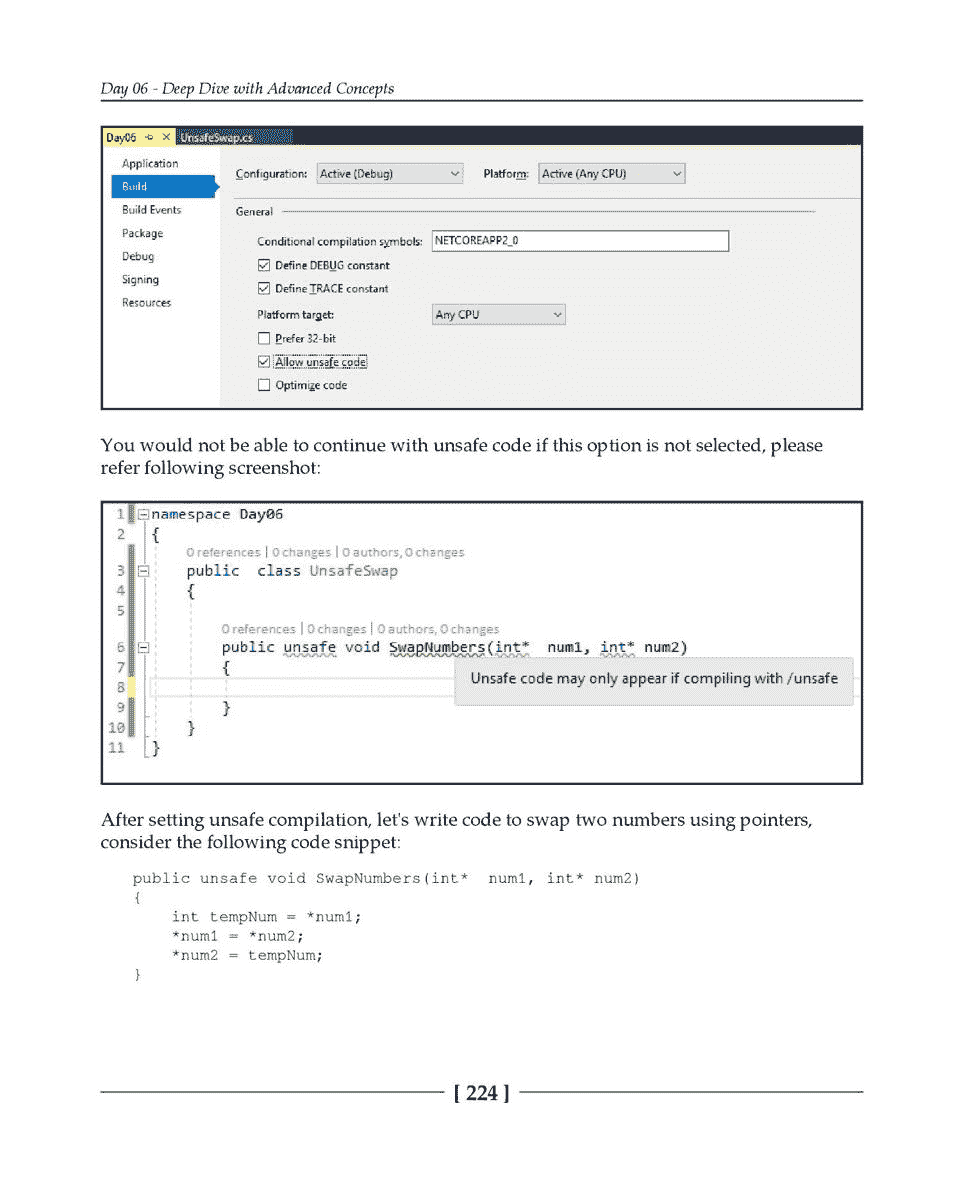 Day 06 - Deep Dive with Advanced Concepts
Day06 UnsafeSwap.cs
Application
Configuration: Active (Debug) Platform: Active (Any CPU)
Build
Build Events
General
Package
Conditional compilation symbols: NETCOREAPP2_0
Debug
Define DEBUG constant
Signing
Define TRACE constant
Resources
Platform target: Any CPU
Prefer 32-bit
Allow unsafe code
Optimize code
You would not be able to continue with unsafe code if this option is not selected, please
refer following screenshot:
1 namespace Day06
2 {
0 references | 0 changes | 0 authors, 0 changes
3 public class UnsafeSwap
4 {
5
0 references | 0 changes | 0 authors, 0 changes
6 public unsafe void SwapNumbers(int* num1, int* num2)
7 {
Unsafe code may only appear if compiling with /unsafe
8
9 }
10 }
11 }
After setting unsafe compilation, let's write code to swap two numbers using pointers,
consider the following code snippet:
public unsafe void SwapNumbers(int* num1, int* num2)
{
int tempNum = *num1;
*num1 = *num2;
*num2 = tempNum;
}
[ 224 ]